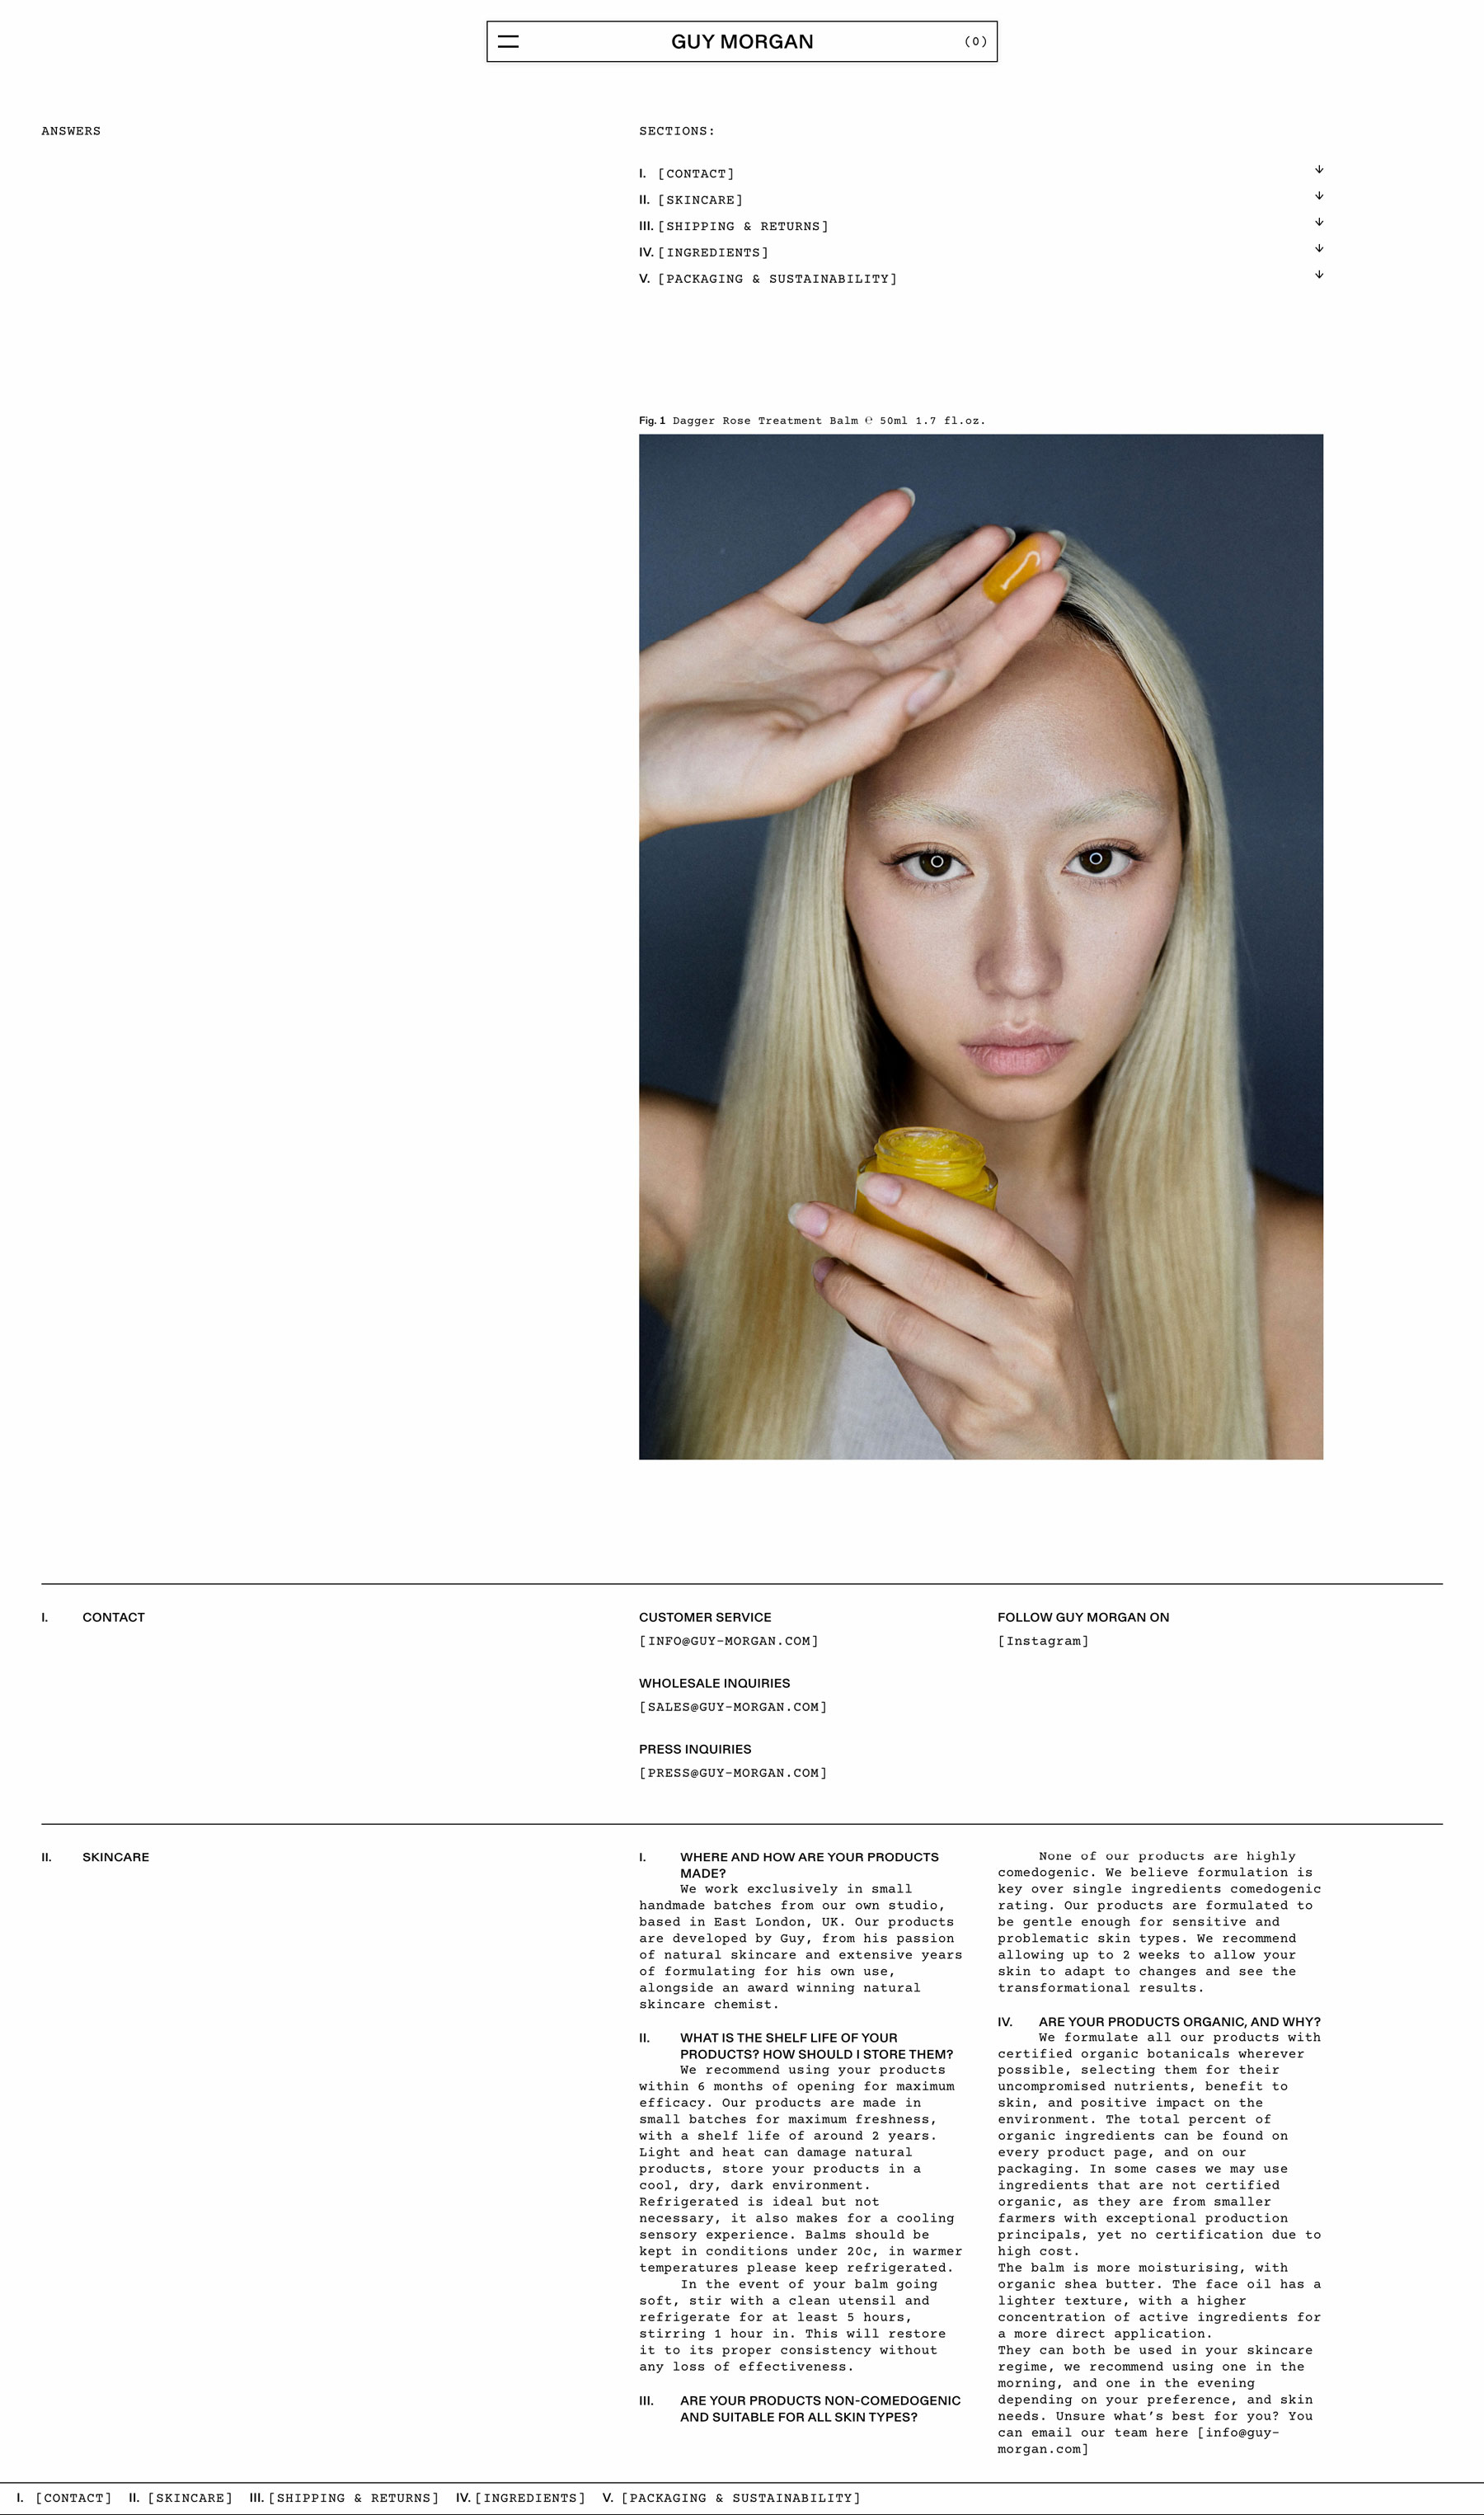 GUY MORGAN
(0)
ANSWERS
SECTIONS:
I. [CONTACT]
II. [SKINCARE]
III. [SHIPPING & RETURNS]
IV. [INGREDIENTS]
V. [PACKAGING & SUSTAINABILITY]
Fig. 1 Dagger Rose Treatment Balm ℮ 50ml 1.7 fl.oz.
I. CONTACT
CUSTOMER SERVICE
[INFO@GUY-MORGAN.COM]
WHOLESALE INQUIRIES
[SALES@GUY-MORGAN.COM]
PRESS INQUIRIES
[PRESS@GUY-MORGAN.COM]
FOLLOW GUY MORGAN ON
[Instagram]
II. SKINCARE
I. WHERE AND HOW ARE YOUR PRODUCTS
MADE?
We work exclusively in small
handmade batches from our own studio,
based in East London, UK. Our products
are developed by Guy, from his passion
of natural skincare and extensive years
of formulating for his own use,
alongside an award winning natural
skincare chemist.
II. WHAT IS THE SHELF LIFE OF YOUR
PRODUCTS? HOW SHOULD I STORE THEM?
We recommend using your products
within 6 months of opening for maximum
efficacy. Our products are made in
small batches for maximum freshness,
with a shelf life of around 2 years.
Light and heat can damage natural
products, store your products in a
cool, dry, dark environment.
Refrigerated is ideal but not
necessary, it also makes for a cooling
sensory experience. Balms should be
kept in conditions under 20c, in warmer
temperatures please keep refrigerated.
In the event of your balm going
soft, stir with a clean utensil and
refrigerate for at least 5 hours,
stirring 1 hour in. This will restore
it to its proper consistency without
any loss of effectiveness.
III. ARE YOUR PRODUCTS NON-COMEDOGENIC
AND SUITABLE FOR ALL SKIN TYPES?
None of our products are highly
comedogenic. We believe formulation is
key over single ingredients comedogenic
rating. Our products are formulated to
be gentle enough for sensitive and
problematic skin types. We recommend
allowing up to 2 weeks to allow your
skin to adapt to changes and see the
transformational results.
IV. ARE YOUR PRODUCTS ORGANIC, AND WHY?
We formulate all our products with
certified organic botanicals wherever
possible, selecting them for their
uncompromised nutrients, benefit to
skin, and positive impact on the
environment. The total percent of
organic ingredients can be found on
every product page, and on our
packaging. In some cases we may use
ingredients that are not certified
organic, as they are from smaller
farmers with exceptional production
principals, yet no certification due to
high cost.
The balm is more moisturising, with
organic shea butter. The face oil has a
lighter texture, with a higher
concentration of active ingredients for
a more direct application.
They can both be used in your skincare
regime, we recommend using one in the
morning, and one in the evening
depending on your preference, and skin
needs. Unsure what's best for you? You
can email our team here [info@guy-
morgan.com]
I. [CONTACT] II. [SKINCARE] III. [SHIPPING & RETURNS] IV. [INGREDIENTS] V. [PACKAGING & SUSTAINABILITY]